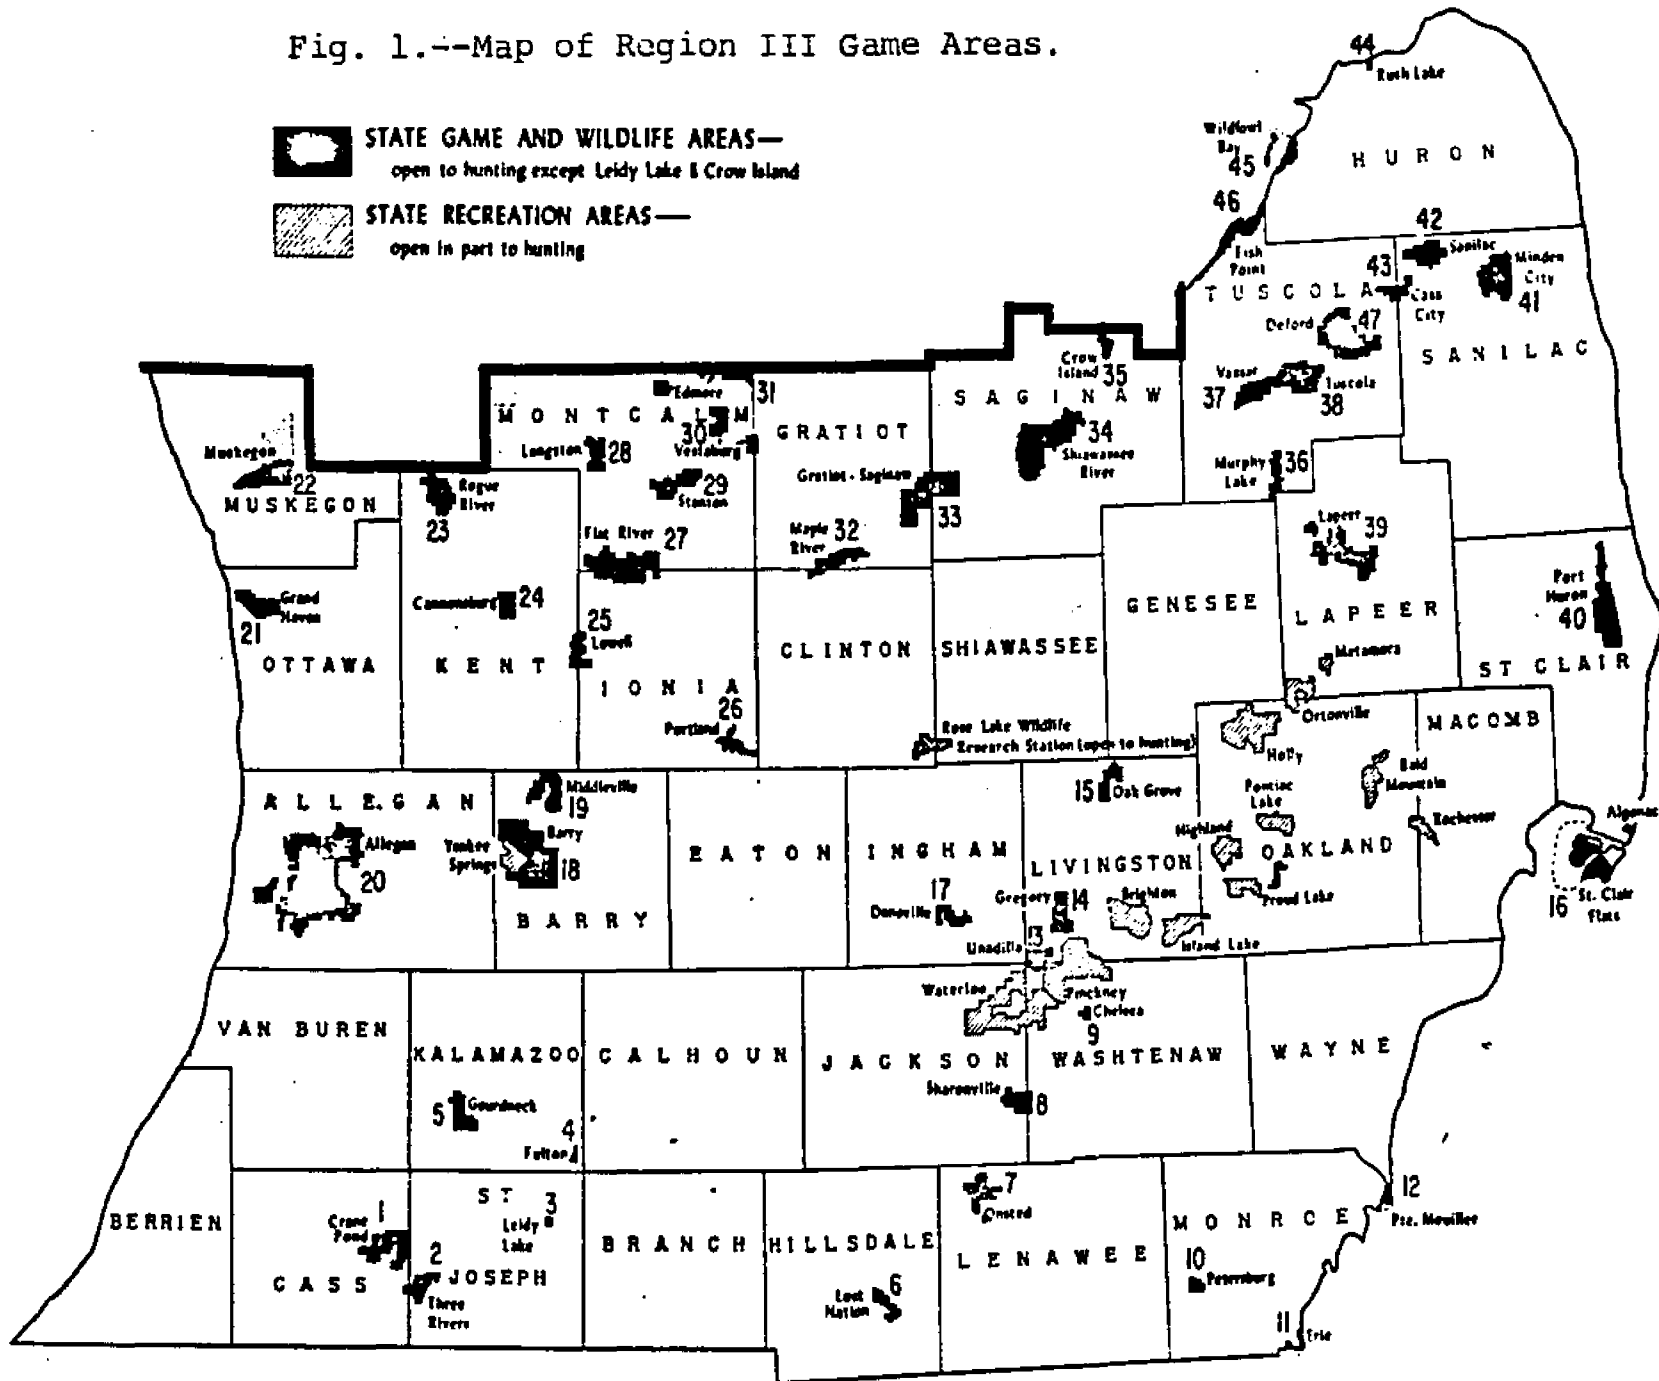 Fig. 1.--Map of Region III Game Areas.
STATE GAME AND WILDLIFE AREAS—
open to hunting except Leidy Lake & Crow Island
STATE RECREATION AREAS—
open in part to hunting
44
Rush Lake
Wildfowl
Bay
45
HURON
46
Fish
Point
42
Sanilac
43
Cass
City
Minden
City
41
TUSCOLA
Deford
47
SANILAC
Vassar
37
Tuscola
38
Crow
Island
35
SAGINAW
34
Shiawassee
River
Edmore
31
MONTCALM
30
Vestaburg
Langston
28
29
Stanton
Flat River
27
GRATIOT
Gratiot-Saginaw
33
Maple
River
32
Muskegon
22
MUSKEGON
Rogue
River
23
Murphy
Lake
36
Lapeer
39
LAPEER
Metamora
Port
Huron
40
ST CLAIR
Grand
Haven
21
OTTAWA
Cannonsburg
24
KENT
25
Lowell
IONIA
26
Portland
CLINTON
SHIAWASSEE
GENESEE
Rose Lake Wildlife
Research Station (open to hunting)
Ortonville
Holly
MACOMB
Bald
Mountain
Pontiac
Lake
Rochester
Highland
OAKLAND
Proud Lake
Algonac
16
St. Clair
Flats
ALLEGAN
Allegan
20
Middleville
19
Barry
Yankee
Springs
18
BARRY
EATON
INGHAM
17
Dansville
15
Oak Grove
LIVINGSTON
Gregory
14
Brighton
Island Lake
Unadilla
13
Waterloo
Pinckney
Chelsea
9
VAN BUREN
KALAMAZOO
CALHOUN
JACKSON
WASHTENAW
WAYNE
5
Gourdneck
4
Fulton
Sharonville
8
BERRIEN
1
Crane
Pond
CASS
2
Three
Rivers
ST
JOSEPH
3
Leidy
Lake
BRANCH
HILLSDALE
6
Lost
Nation
7
Onsted
LENAWEE
MONROE
10
Petersburg
11
Erie
12
Pte. Mouillee